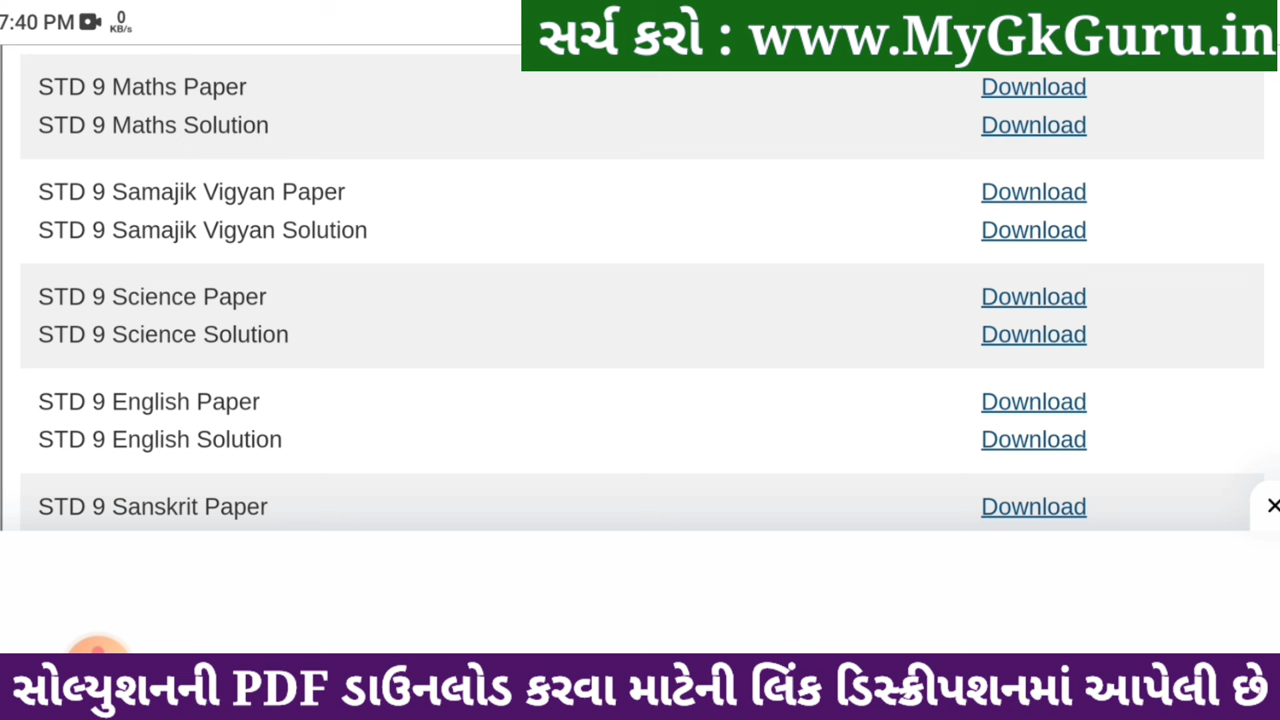 7:40 PM 0 KB/s
સર્ચ કરો : www.MyGkGuru.in
STD 9 Maths Paper Download
STD 9 Maths Solution Download
STD 9 Samajik Vigyan Paper Download
STD 9 Samajik Vigyan Solution Download
STD 9 Science Paper Download
STD 9 Science Solution Download
STD 9 English Paper Download
STD 9 English Solution Download
STD 9 Sanskrit Paper Download
સોલ્યુશનની PDF ડાઉનલોડ કરવા માટેની લિંક ડિસ્ક્રીપશનમાં આપેલી છે